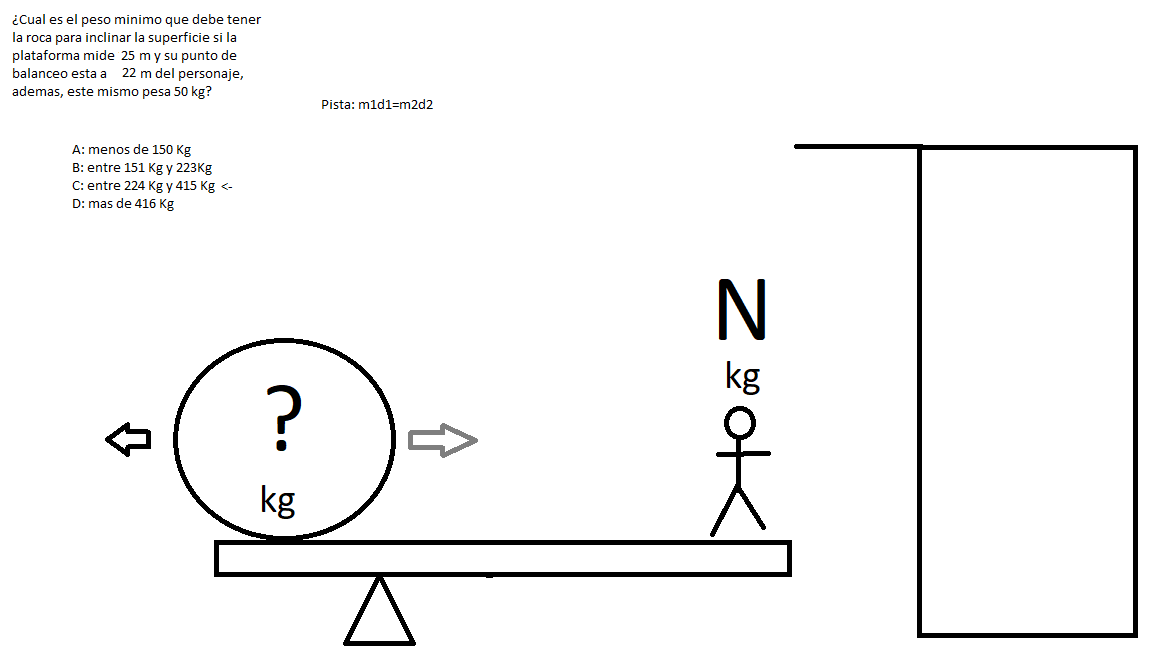 ¿Cual es el peso minimo que debe tener
la roca para inclinar la superficie si la
plataforma mide 25 m y su punto de
balanceo esta a 22 m del personaje,
ademas, este mismo pesa 50 kg?
Pista: m1d1=m2d2
A: menos de 150 Kg
B: entre 151 Kg y 223Kg
C: entre 224 Kg y 415 Kg <-
D: mas de 416 Kg
N
kg
?
kg